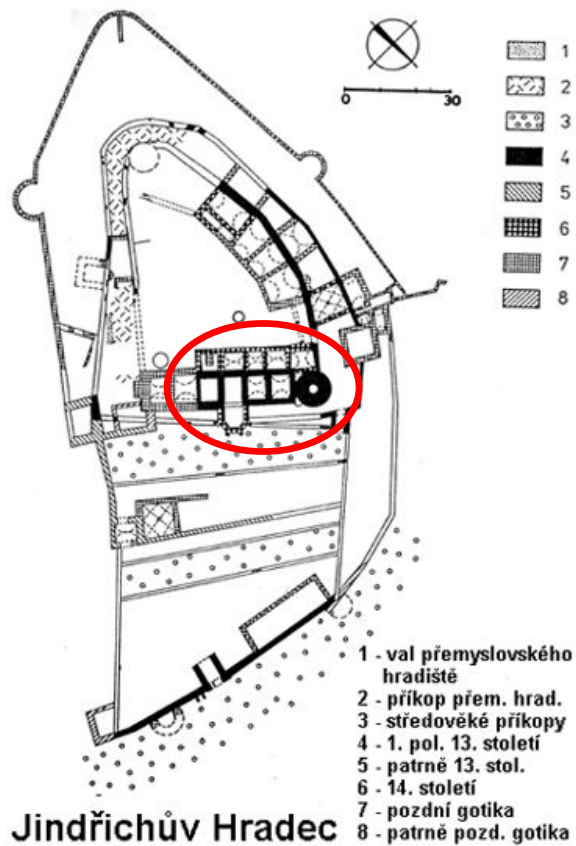 1
2
3
4
5
6
7
8
0 30
1 - val přemyslovského
hradiště
2 - příkop přem. hrad.
3 - středověké příkopy
4 - 1. pol. 13. století
5 - patrně 13. stol.
6 - 14. století
7 - pozdní gotika
8 - patrně pozd. gotika
Jindřichův Hradec